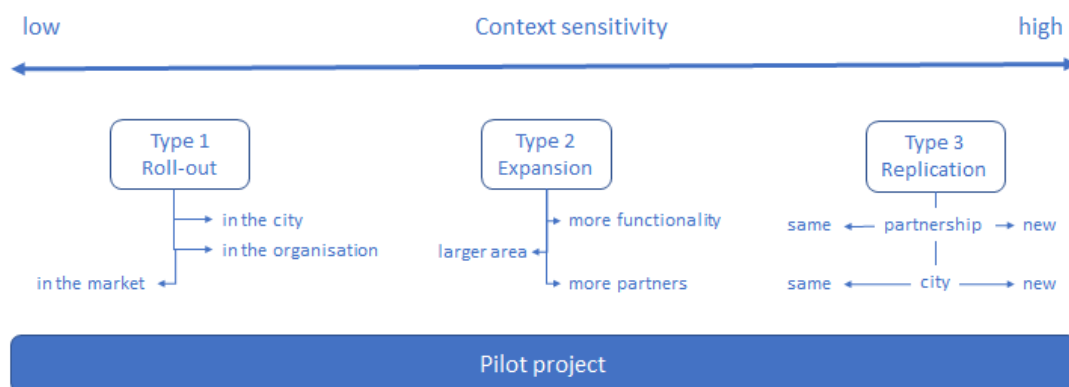 low Context sensitivity high
Type 1
Roll-out
in the city
in the organisation
in the market
Type 2
Expansion
more functionality
larger area
more partners
Type 3
Replication
same partnership new
same city new
Pilot project